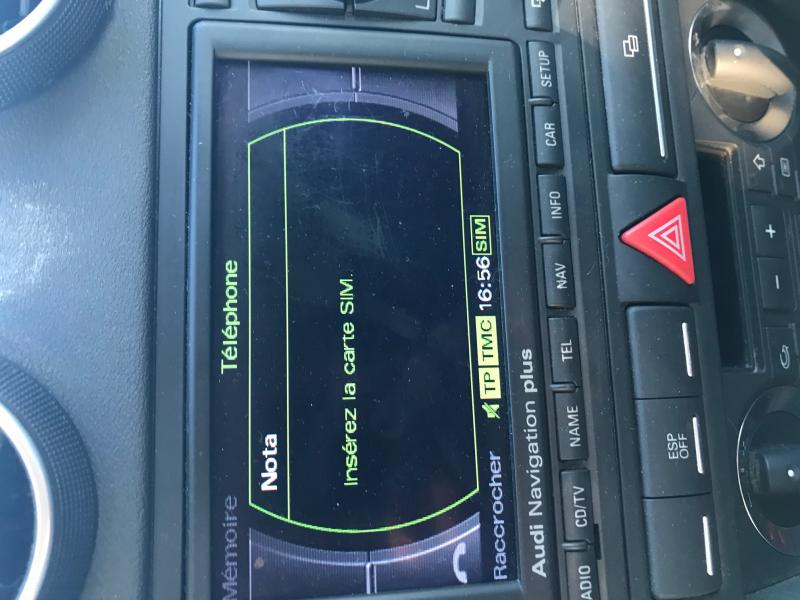 Mémoire
Téléphone
Nota
Insérez la carte SIM.
Raccrocher
TP TMC 16:56 SIM
Audi Navigation plus
CD/TV
NAME
TEL
NAV
INFO
CAR
SETUP
ESP
OFF